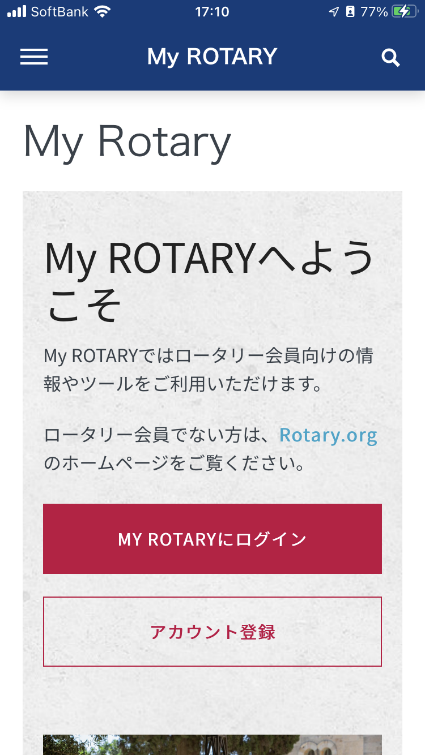 SoftBank 17:10 77%
My ROTARY
My Rotary
My ROTARYへよう
こそ
My ROTARYではロータリー会員向けの情
報やツールをご利用いただけます。
ロータリー会員でない方は、Rotary.org
のホームページをご覧ください。
MY ROTARYにログイン
アカウント登録